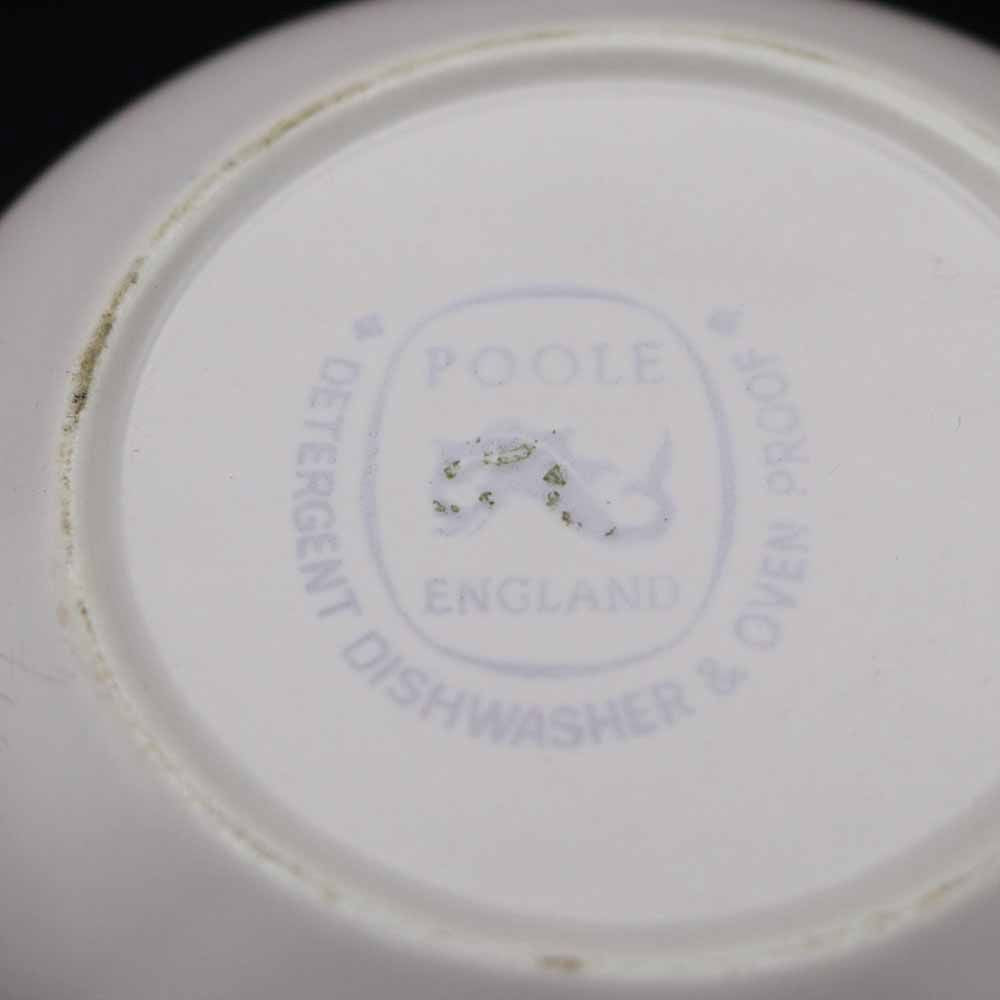 POOLE
ENGLAND
DETERGENT DISHWASHER & OVEN PROOF